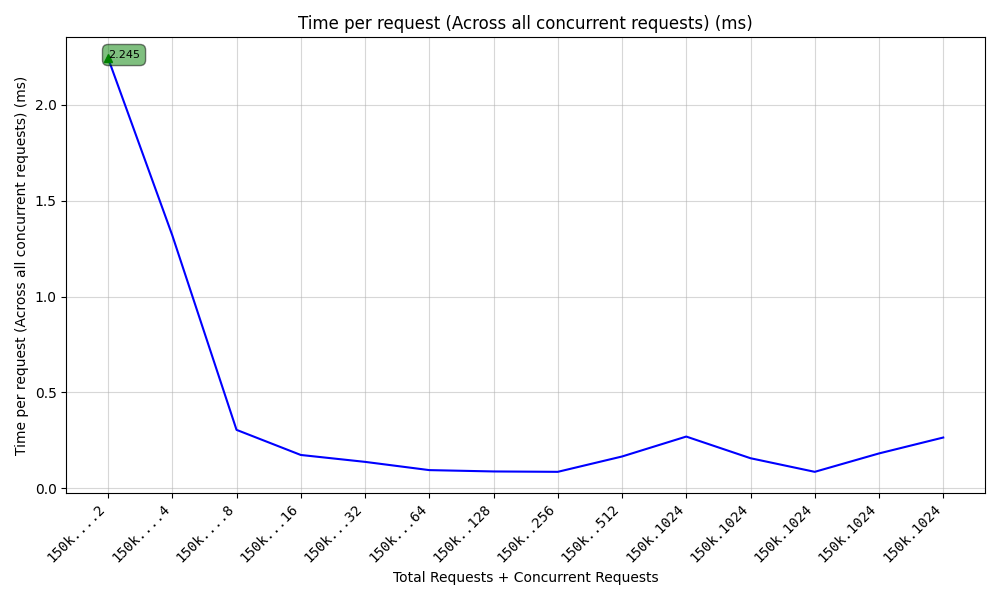 Time per request (Across all concurrent requests) (ms)
2.245
Time per request (Across all concurrent requests) (ms)
2.0
1.5
1.0
0.5
0.0
150k....2
150k....4
150k....8
150k...16
150k...32
150k...64
150k..128
150k..256
150k..512
150k.1024
150k.1024
150k.1024
150k.1024
150k.1024
Total Requests + Concurrent Requests